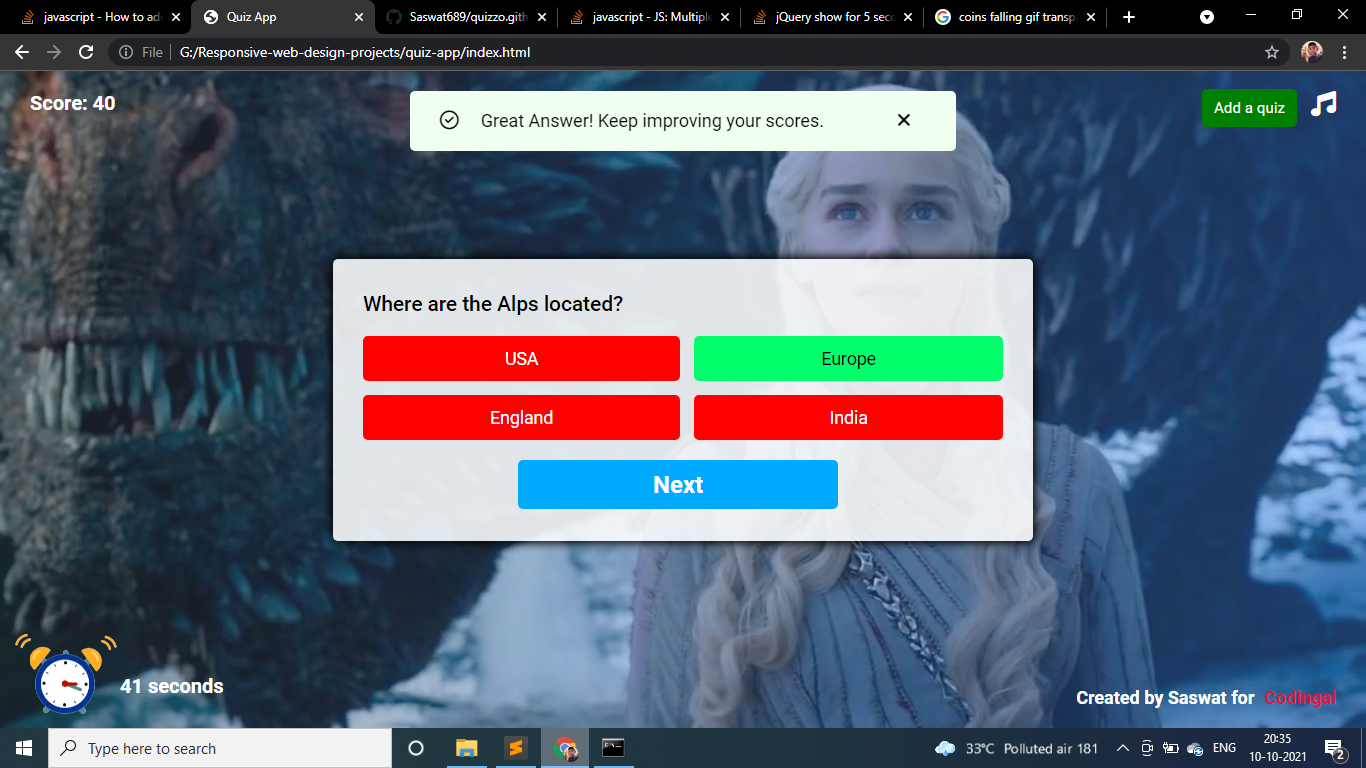 javascript - How to ad
Quiz App
Saswat689/quizzo.gith
javascript - JS: Multiple
jQuery show for 5 seco
coins falling gif transp
File
G:/Responsive-web-design-projects/quiz-app/index.html
Score: 40
Great Answer! Keep improving your scores.
Add a quiz
Where are the Alps located?
USA
Europe
England
India
Next
41 seconds
Created by Saswat for Codingal
Type here to search
33°C Polluted air 181
ENG
20:35
10-10-2021
2